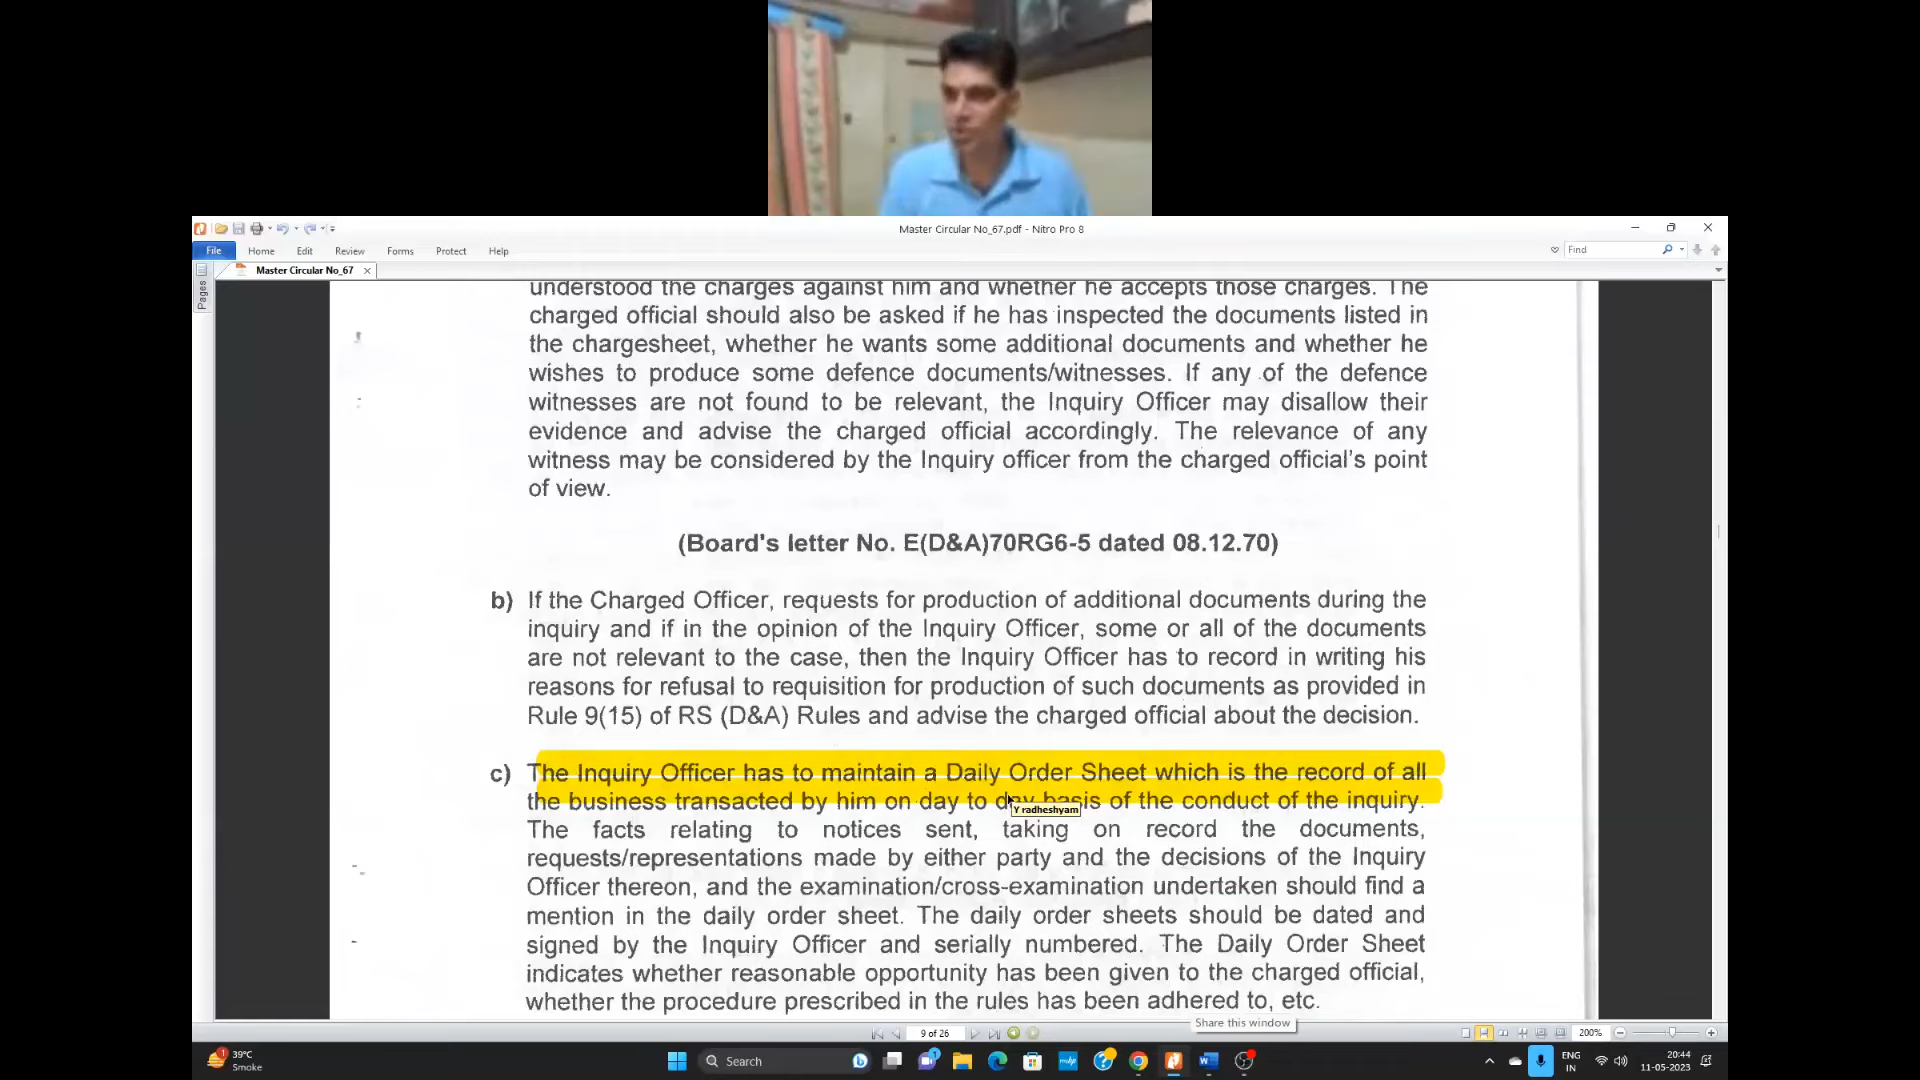 Master Circular No_67.pdf - Nitro Pro 8
File Home Edit Review Forms Protect Help
Find
Master Circular No_67
Pages
understood the charges against him and whether he accepts those charges. The
charged official should also be asked if he has inspected the documents listed in
the chargesheet, whether he wants some additional documents and whether he
wishes to produce some defence documents/witnesses. If any of the defence
witnesses are not found to be relevant, the Inquiry Officer may disallow their
evidence and advise the charged official accordingly. The relevance of any
witness may be considered by the Inquiry officer from the charged official's point
of view.
(Board's letter No. E(D&A)70RG6-5 dated 08.12.70)
b) If the Charged Officer, requests for production of additional documents during the
inquiry and if in the opinion of the Inquiry Officer, some or all of the documents
are not relevant to the case, then the Inquiry Officer has to record in writing his
reasons for refusal to requisition for production of such documents as provided in
Rule 9(15) of RS (D&A) Rules and advise the charged official about the decision.
c) The Inquiry Officer has to maintain a Daily Order Sheet which is the record of all
the business transacted by him on day to day basis of the conduct of the inquiry.
Y radheshyam
The facts relating to notices sent, taking on record the documents,
requests/representations made by either party and the decisions of the Inquiry
Officer thereon, and the examination/cross-examination undertaken should find a
mention in the daily order sheet. The daily order sheets should be dated and
signed by the Inquiry Officer and serially numbered. The Daily Order Sheet
indicates whether reasonable opportunity has been given to the charged official,
whether the procedure prescribed in the rules has been adhered to, etc.
Share this window
9 of 26
200%
39°C
Smoke
Search
ENG
IN
20:44
11-05-2023